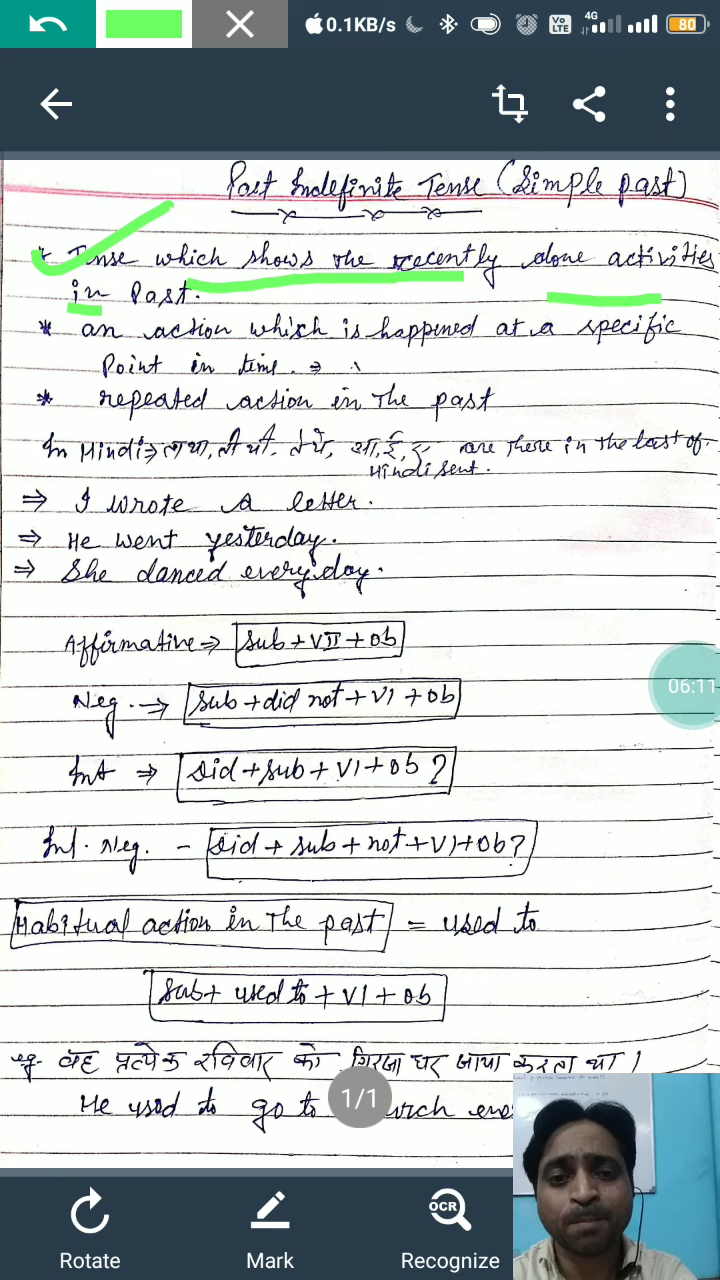 0.1KB/s
4G
Vo
LTE
80
Past Indefinite Tense (Simple past)
* Tense which shows the recently done activities
in Past.
* an action which is happened at a specific
Point in time. ⇒
* repeated action in the past
In Hindi⇒ are there in the last of
Hindi sent.
⇒ I wrote a letter.
⇒ He went yesterday.
⇒ She danced everyday.
Affirmative ⇒ Sub + VII + Ob
06:11
Neg. → Sub + did not + V1 + Ob
Int ⇒ Did + sub + V1 + Ob ?
Int. Neg. - Did + sub + not + V1 + Ob?
Habitual action in the past = used to
Sub + used to + V1 + Ob
eg- वह प्रत्येक रविवार को गिरजा घर जाया करता था।
He used to go to
1/1
Rotate
Mark
OCR
Recognize